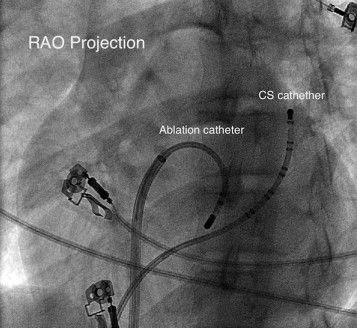 RAO Projection
CS cathether
Ablation catheter